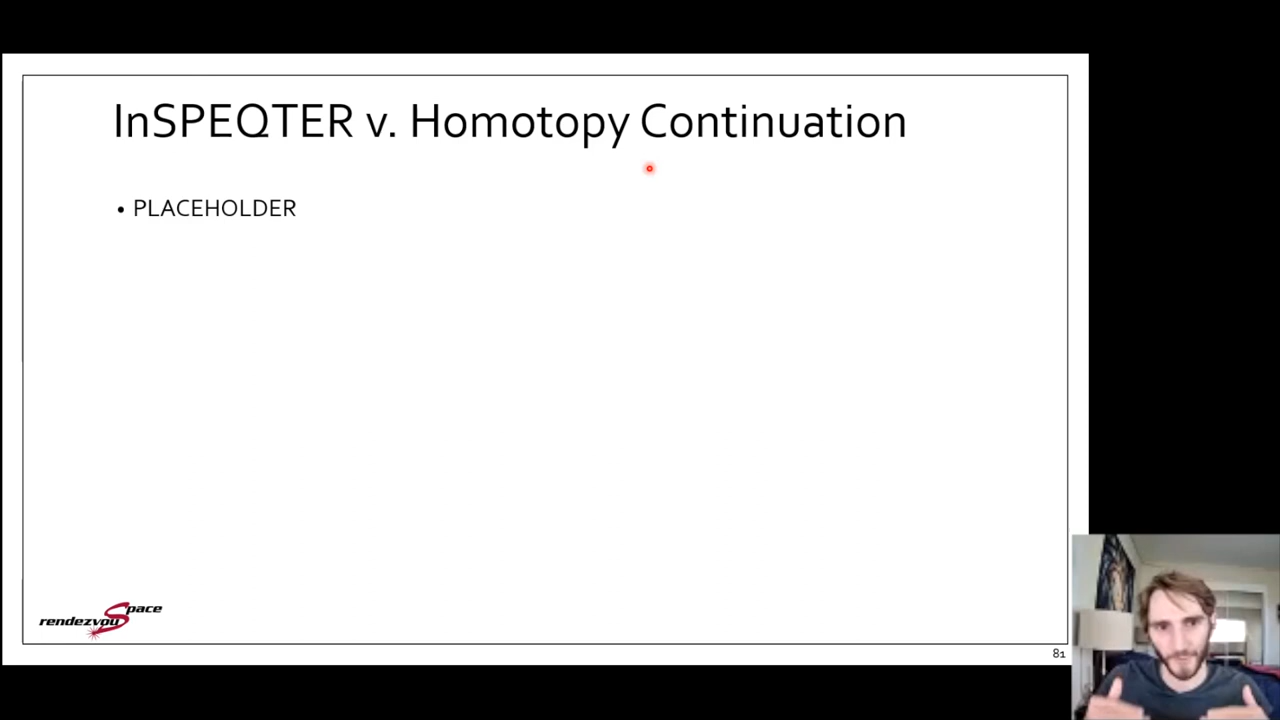 InSPEQTER v. Homotopy Continuation
• PLACEHOLDER
rendezvouSpace
81